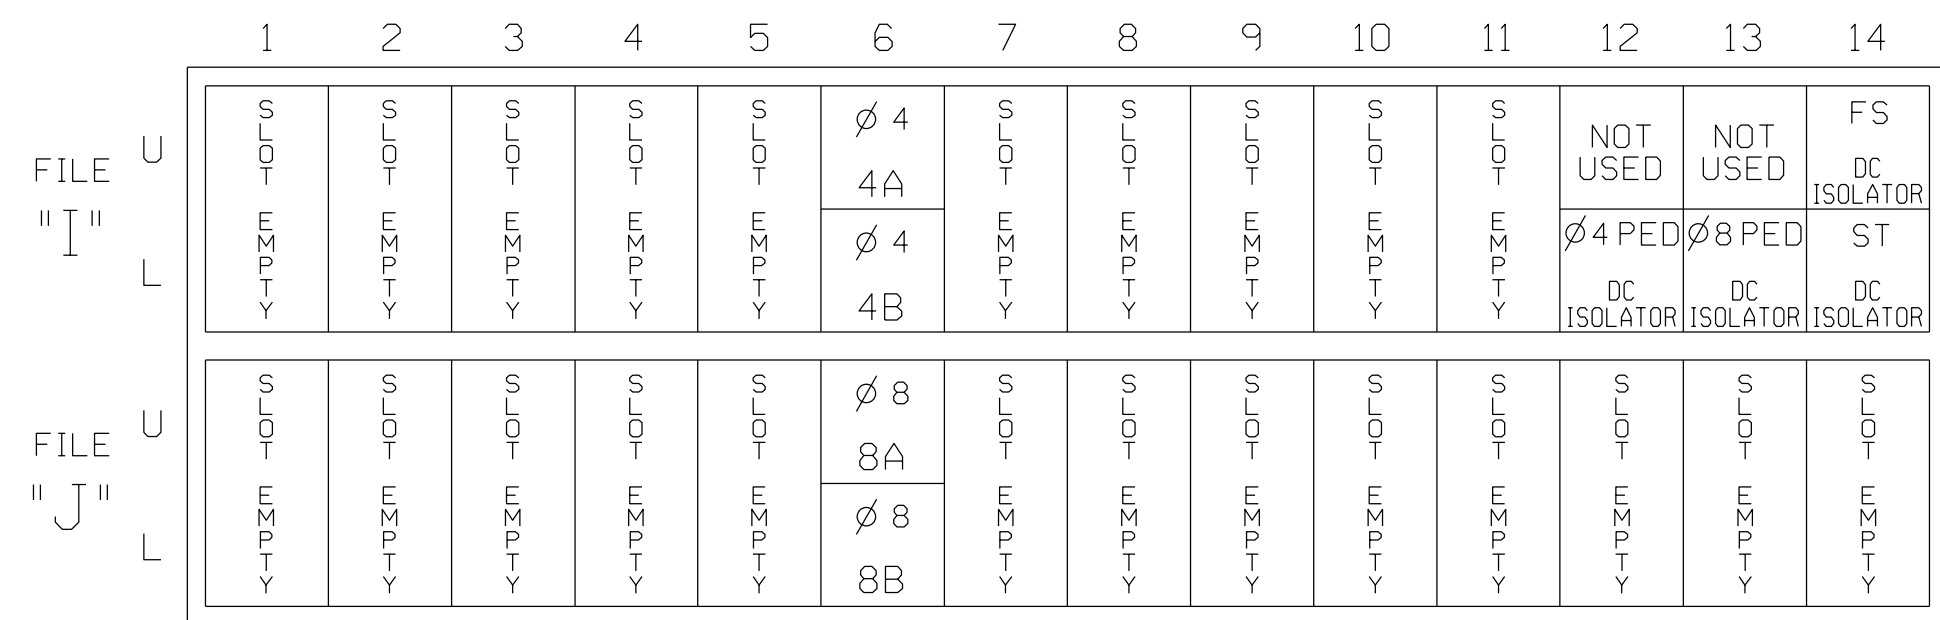 1 2 3 4 5 6 7 8 9 10 11 12 13 14
FILE "I"
U
L
SLOT EMPTY
SLOT EMPTY
SLOT EMPTY
SLOT EMPTY
SLOT EMPTY
Ø 4
4A
Ø 4
4B
SLOT EMPTY
SLOT EMPTY
SLOT EMPTY
SLOT EMPTY
SLOT EMPTY
NOT
USED
Ø 4 PED
DC
ISOLATOR
NOT
USED
Ø 8 PED
DC
ISOLATOR
FS
DC
ISOLATOR
ST
DC
ISOLATOR
FILE "J"
U
L
SLOT EMPTY
SLOT EMPTY
SLOT EMPTY
SLOT EMPTY
SLOT EMPTY
Ø 8
8A
Ø 8
8B
SLOT EMPTY
SLOT EMPTY
SLOT EMPTY
SLOT EMPTY
SLOT EMPTY
SLOT EMPTY
SLOT EMPTY
SLOT EMPTY